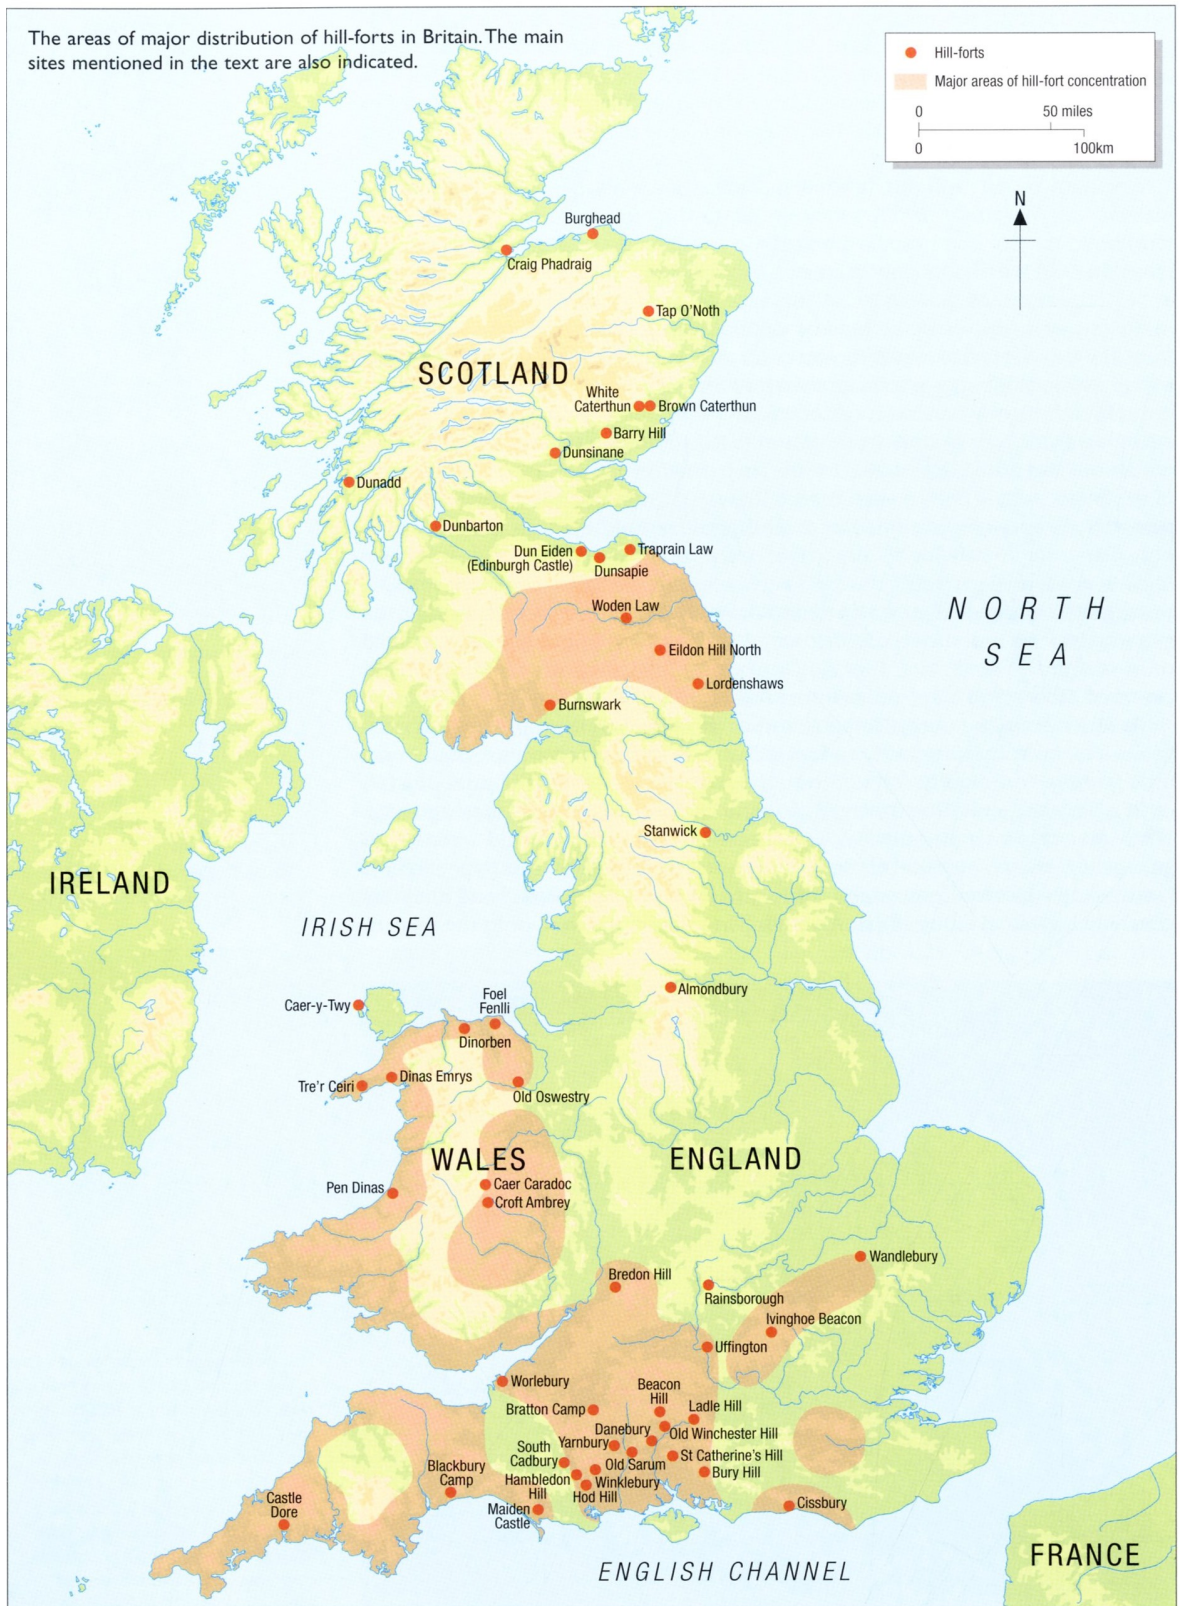 The areas of major distribution of hill-forts in Britain. The main
sites mentioned in the text are also indicated.
Hill-forts
Major areas of hill-fort concentration
0
50 miles
0
100km
N
Burghead
Craig Phadraig
Tap O'Noth
SCOTLAND
White
Caterthun
Brown Caterthun
Barry Hill
Dunsinane
Dunadd
Dunbarton
Dun Eiden
(Edinburgh Castle)
Traprain Law
Dunsapie
Woden Law
NORTH
SEA
Eildon Hill North
Lordenshaws
Burnswark
Stanwick
IRELAND
IRISH SEA
Almondbury
Caer-y-Twy
Foel
Fenlli
Dinorben
Dinas Emrys
Tre'r Ceiri
Old Oswestry
WALES
ENGLAND
Pen Dinas
Caer Caradoc
Croft Ambrey
Wandlebury
Bredon Hill
Rainsborough
Ivinghoe Beacon
Uffington
Worlebury
Beacon
Hill
Ladle Hill
Bratton Camp
Danebury
Old Winchester Hill
Yarnbury
South
Cadbury
Old Sarum
St Catherine's Hill
Blackbury
Camp
Hambledon
Hill
Winklebury
Bury Hill
Hod Hill
Castle
Dore
Maiden
Castle
Cissbury
ENGLISH CHANNEL
FRANCE